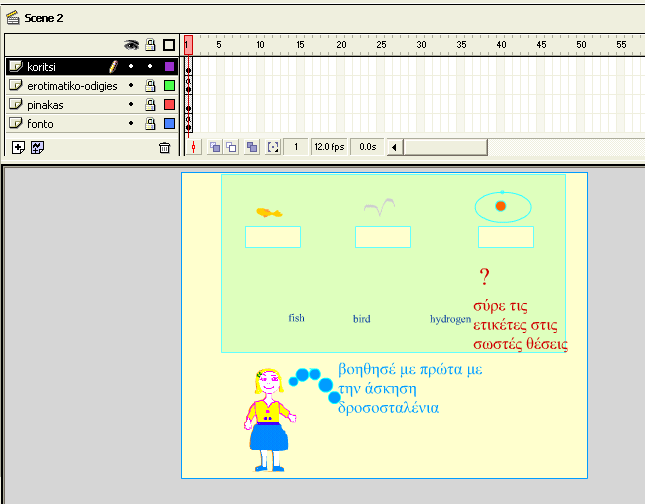 Scene 2
1 5 10 15 20 25 30 35 40 45 50 55
koritsi
erotimatiko-odigies
pinakas
fonto
1 12.0 fps 0.0s
?
fish bird hydrogen
σύρε τις
ετικέτες στις
σωστές θέσεις
βοηθησέ με πρώτα με
την άσκηση
δροσοσταλένια